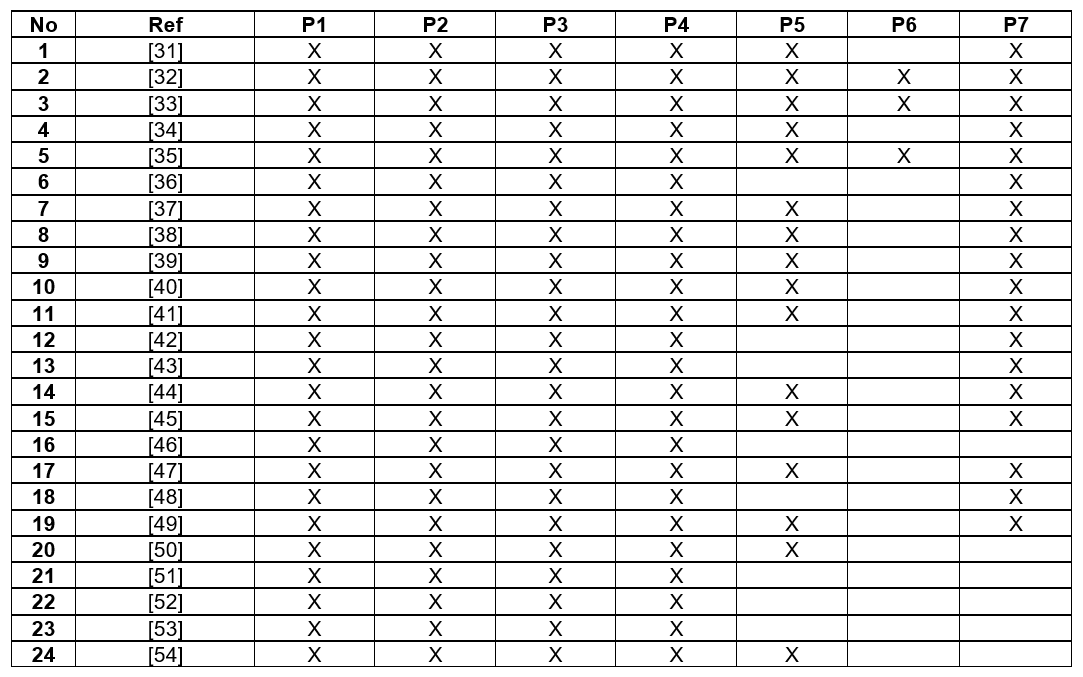 No Ref P1 P2 P3 P4 P5 P6 P7
1 [31] X X X X X X
2 [32] X X X X X X X
3 [33] X X X X X X X
4 [34] X X X X X X
5 [35] X X X X X X X
6 [36] X X X X X
7 [37] X X X X X X
8 [38] X X X X X X
9 [39] X X X X X X
10 [40] X X X X X X
11 [41] X X X X X X
12 [42] X X X X X
13 [43] X X X X X
14 [44] X X X X X X
15 [45] X X X X X X
16 [46] X X X X
17 [47] X X X X X X
18 [48] X X X X X
19 [49] X X X X X X
20 [50] X X X X X
21 [51] X X X X
22 [52] X X X X
23 [53] X X X X
24 [54] X X X X X